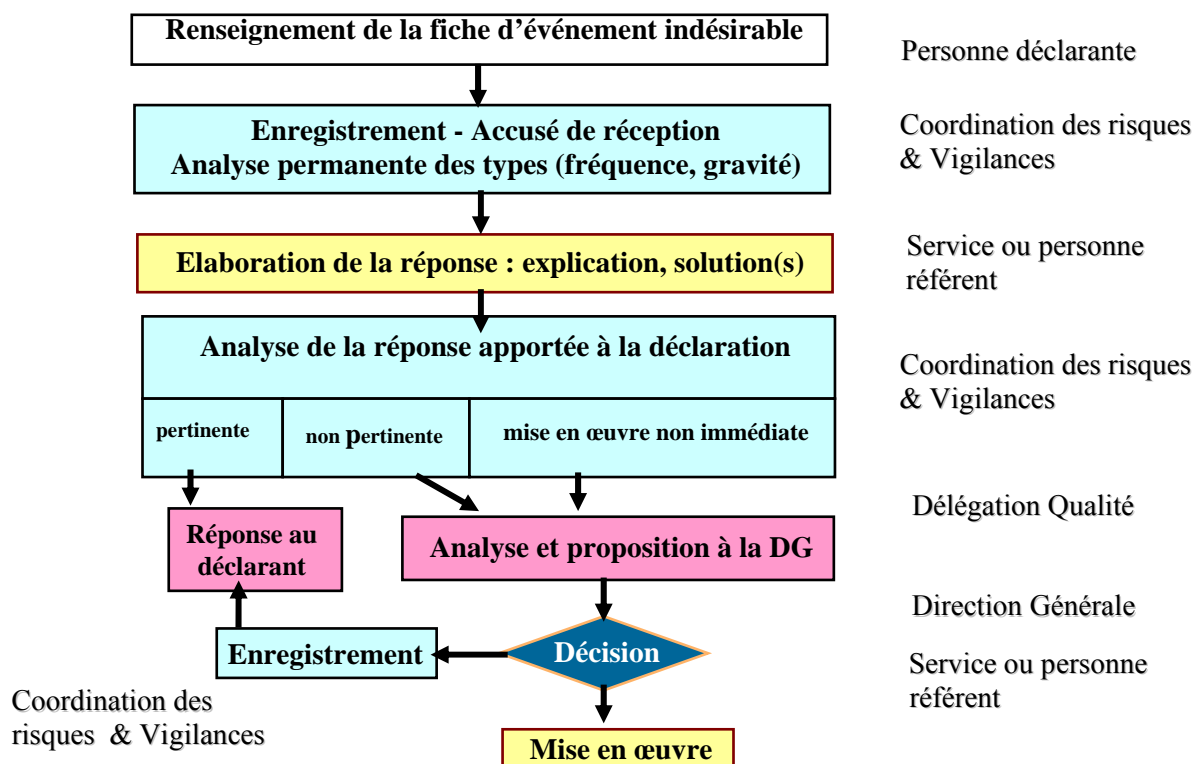 Renseignement de la fiche d’événement indésirable
Personne déclarante
Enregistrement - Accusé de réception
Analyse permanente des types (fréquence, gravité)
Coordination des risques
& Vigilances
Elaboration de la réponse : explication, solution(s)
Service ou personne
référent
Analyse de la réponse apportée à la déclaration
Coordination des risques
& Vigilances
pertinente
non pertinente
mise en œuvre non immédiate
Réponse au
déclarant
Analyse et proposition à la DG
Délégation Qualité
Direction Générale
Enregistrement
Décision
Service ou personne
référent
Coordination des
risques & Vigilances
Mise en œuvre